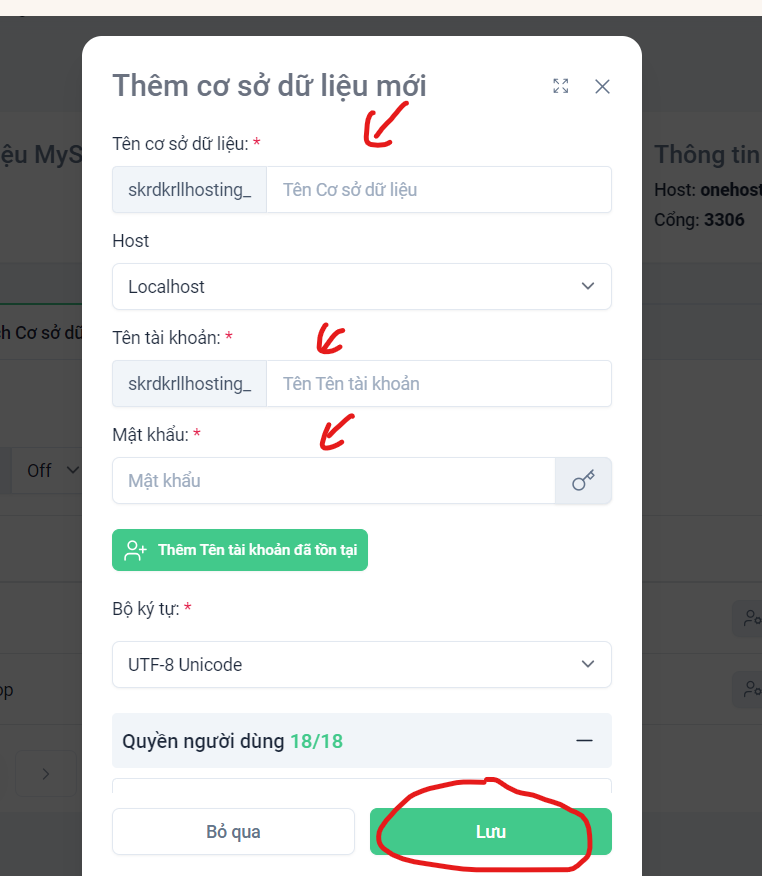 Thêm cơ sở dữ liệu mới
ệu MyS
Thông tin
Tên cơ sở dữ liệu: *
Host: onehost
skrdkrllhosting_ Tên Cơ sở dữ liệu
Cổng: 3306
Host
Localhost
ch Cơ sở dữ
Tên tài khoản: *
skrdkrllhosting_ Tên Tên tài khoản
Mật khẩu: *
Off
Mật khẩu
Thêm Tên tài khoản đã tồn tại
Bộ ký tự: *
UTF-8 Unicode
op
Quyền người dùng 18/18
Bỏ qua
Lưu